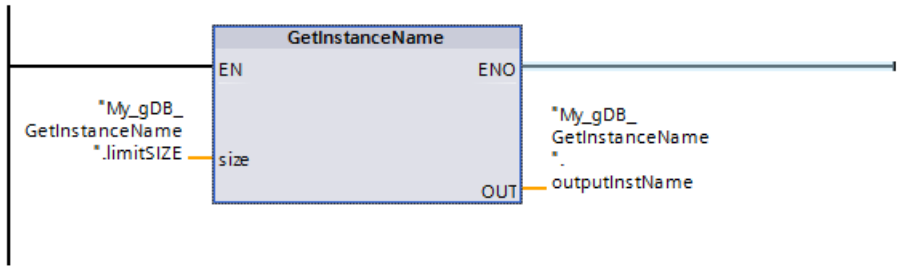 GetInstanceName
EN
ENO
"My_gDB_
GetInstanceName
".limitSIZE
size
"My_gDB_
GetInstanceName
".
outputInstName
OUT